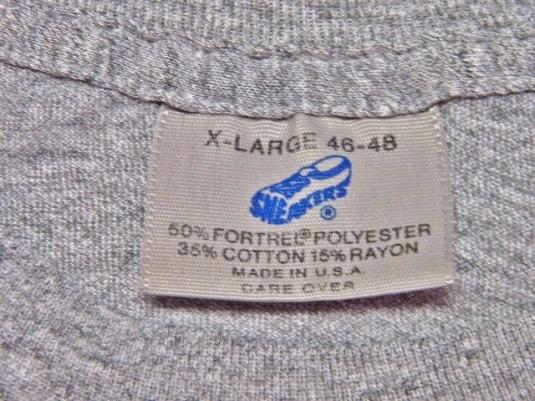 X-LARGE 46-48
SNEAKERS ®
50% FORTREL® POLYESTER
35% COTTON 15% RAYON
MADE IN U.S.A.
CARE OVER